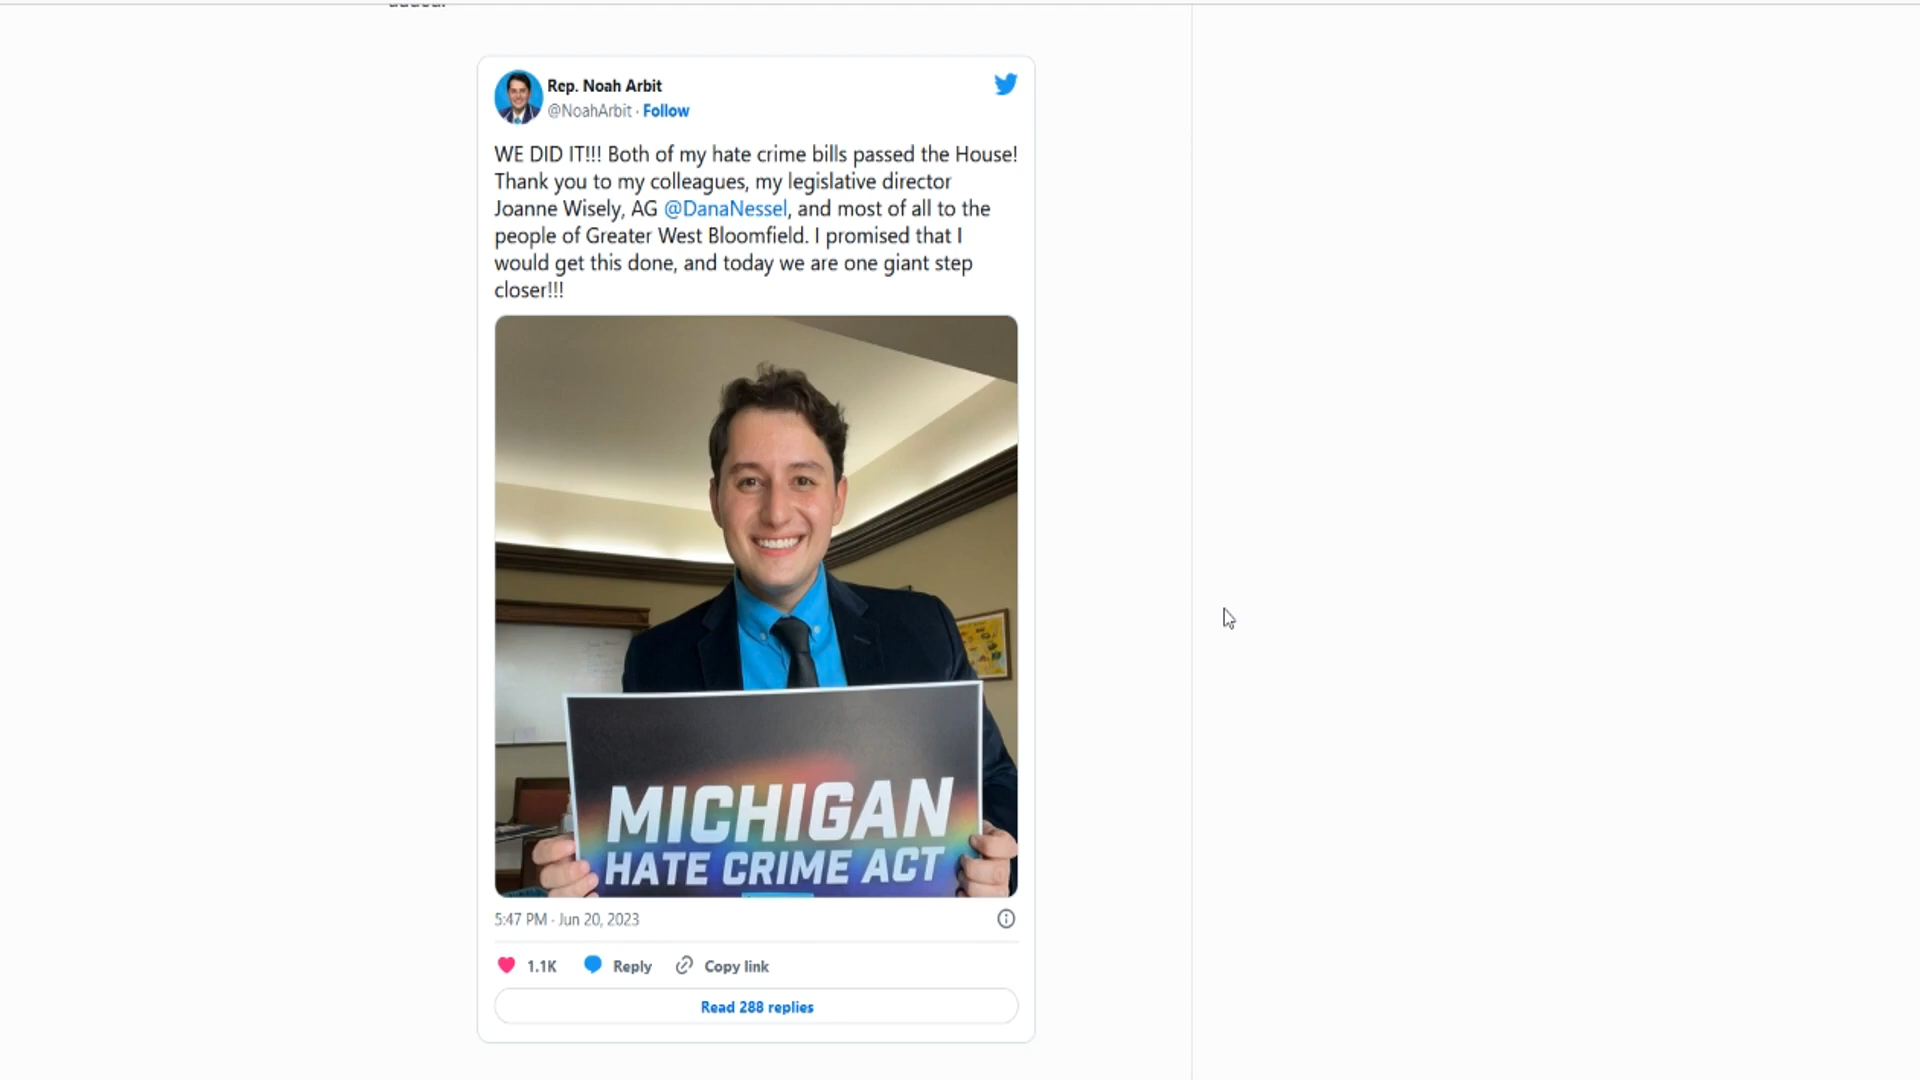 Rep. Noah Arbit
@NoahArbit · Follow
WE DID IT!!! Both of my hate crime bills passed the House!
Thank you to my colleagues, my legislative director
Joanne Wisely, AG @DanaNessel, and most of all to the
people of Greater West Bloomfield. I promised that I
would get this done, and today we are one giant step
closer!!!
MICHIGAN
HATE CRIME ACT
5:47 PM · Jun 20, 2023
1.1K Reply Copy link
Read 288 replies